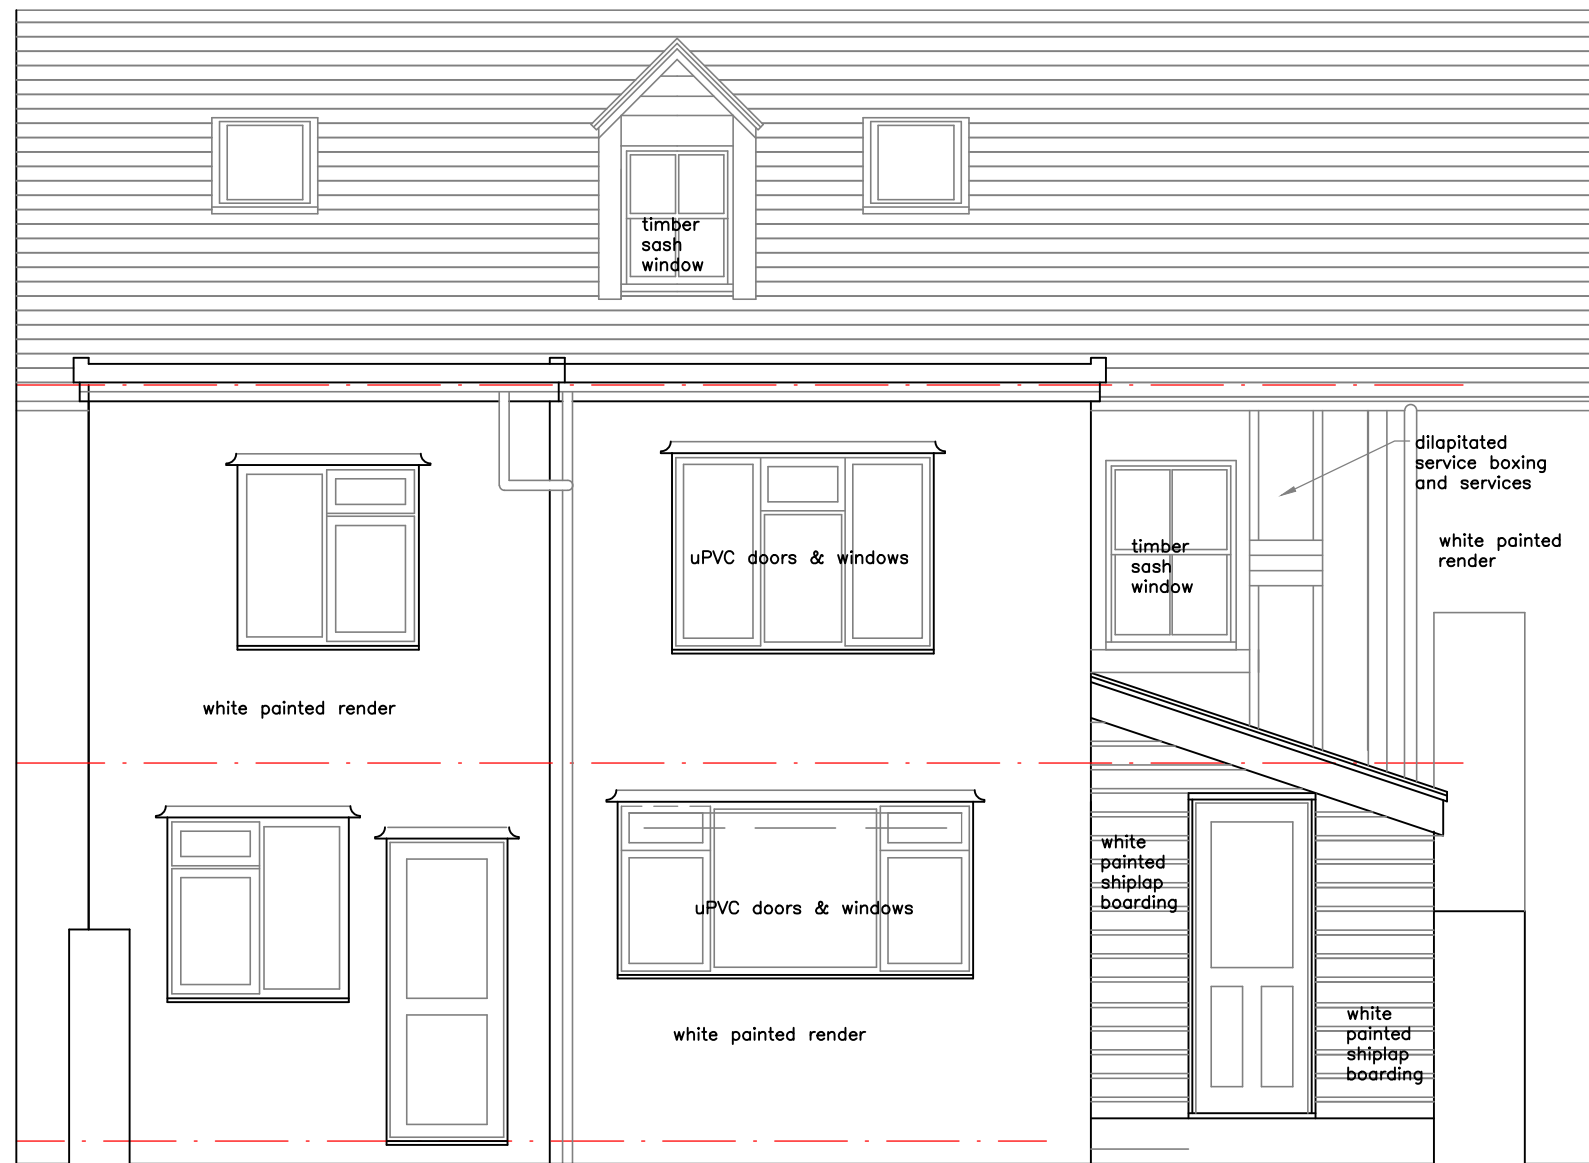 timber
sash
window
dilapitated
service boxing
and services
white painted
render
uPVC doors & windows
timber
sash
window
white painted render
white
painted
shiplap
boarding
uPVC doors & windows
white painted render
white
painted
shiplap
boarding